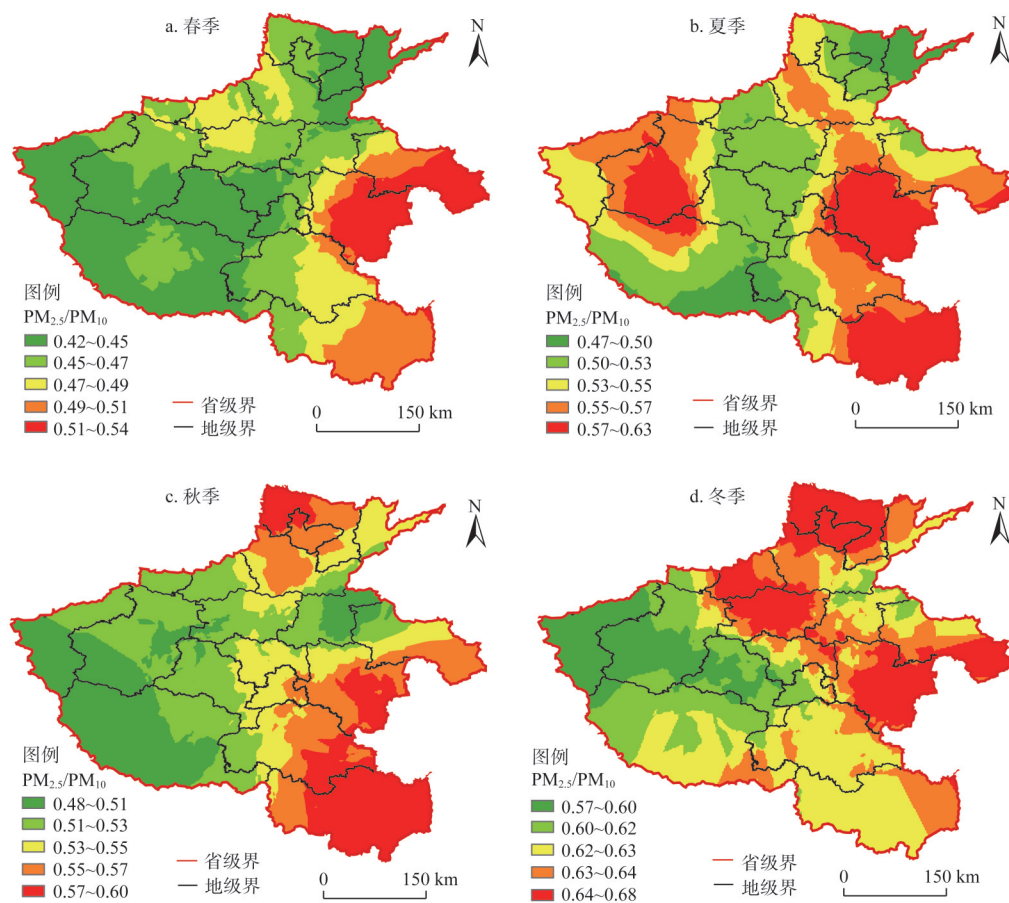 a. 春季
N
图例
PM2.5/PM10
0.42~0.45
0.45~0.47
0.47~0.49
0.49~0.51
0.51~0.54
省级界
地级界
0 150 km
b. 夏季
N
图例
PM2.5/PM10
0.47~0.50
0.50~0.53
0.53~0.55
0.55~0.57
0.57~0.63
省级界
地级界
0 150 km
c. 秋季
N
图例
PM2.5/PM10
0.48~0.51
0.51~0.53
0.53~0.55
0.55~0.57
0.57~0.60
省级界
地级界
0 150 km
d. 冬季
N
图例
PM2.5/PM10
0.57~0.60
0.60~0.62
0.62~0.63
0.63~0.64
0.64~0.68
省级界
地级界
0 150 km